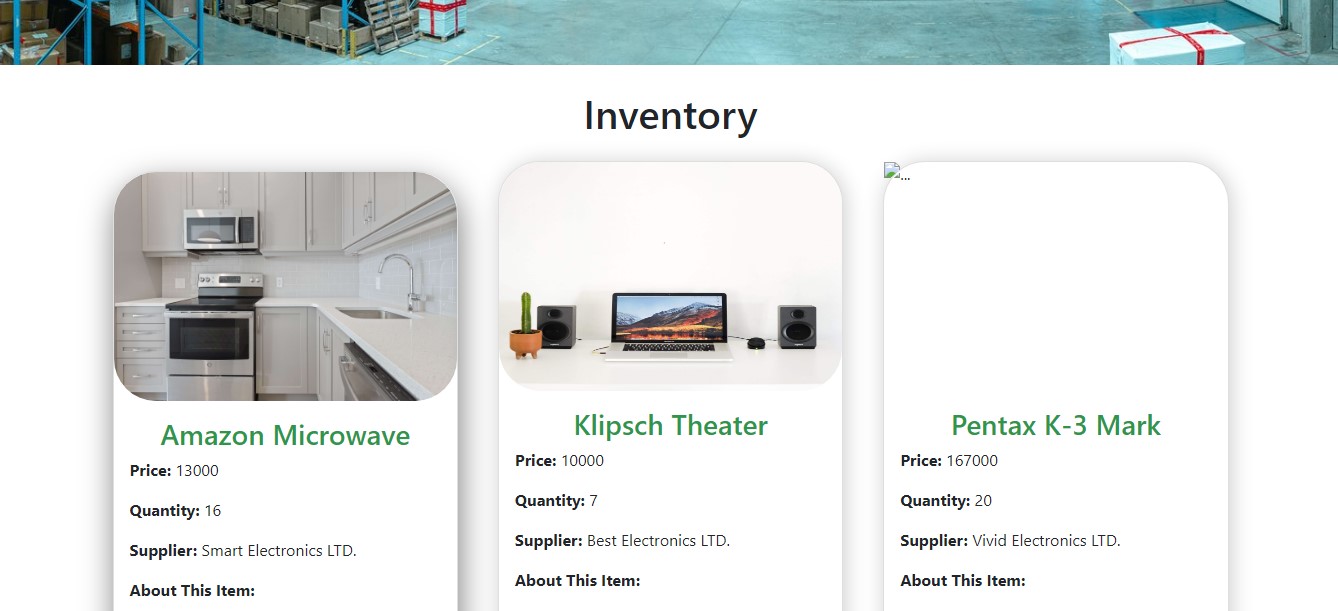 Inventory
...
Amazon Microwave
Price: 13000
Quantity: 16
Supplier: Smart Electronics LTD.
About This Item:
Klipsch Theater
Price: 10000
Quantity: 7
Supplier: Best Electronics LTD.
About This Item:
Pentax K-3 Mark
Price: 167000
Quantity: 20
Supplier: Vivid Electronics LTD.
About This Item: